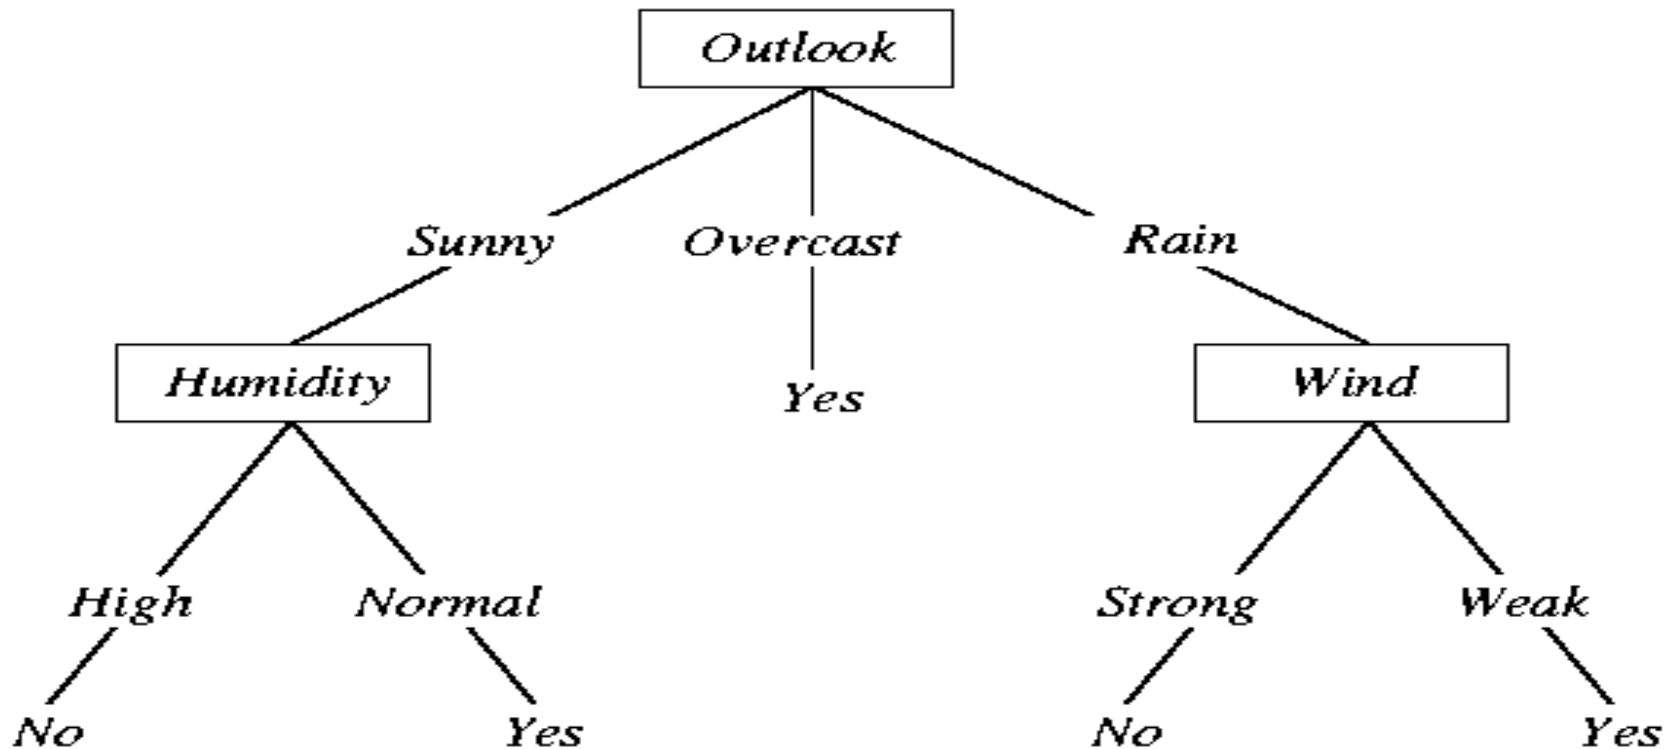 Outlook
Sunny Overcast Rain
Humidity Yes Wind
High Normal Strong Weak
No Yes No Yes